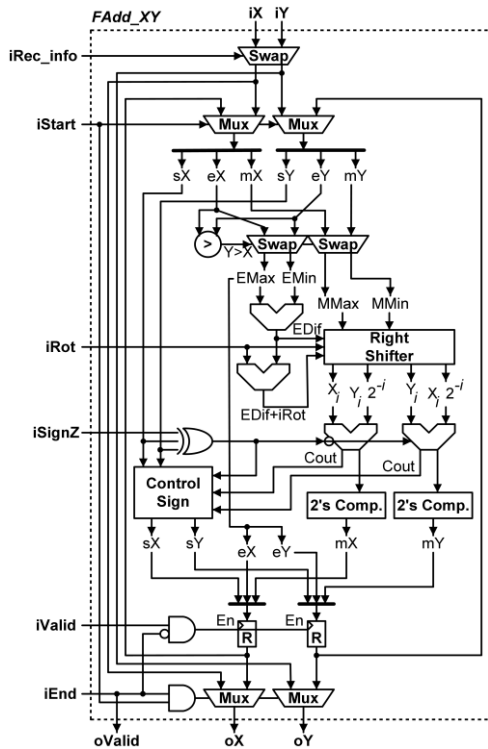 FAdd_XY
iX iY
iRec_info
Swap
iStart
Mux Mux
sX eX mX sY eY mY
> Y>X Swap Swap
EMax EMin
MMax MMin
EDif
iRot
Right
Shifter
EDif+iRot
Xi Yi 2-i Yi Xi 2-i
iSignZ
Cout Cout
Control
Sign
2's Comp. 2's Comp.
sX sY eX eY mX mY
iValid
En R En R
iEnd
Mux Mux
oValid oX oY